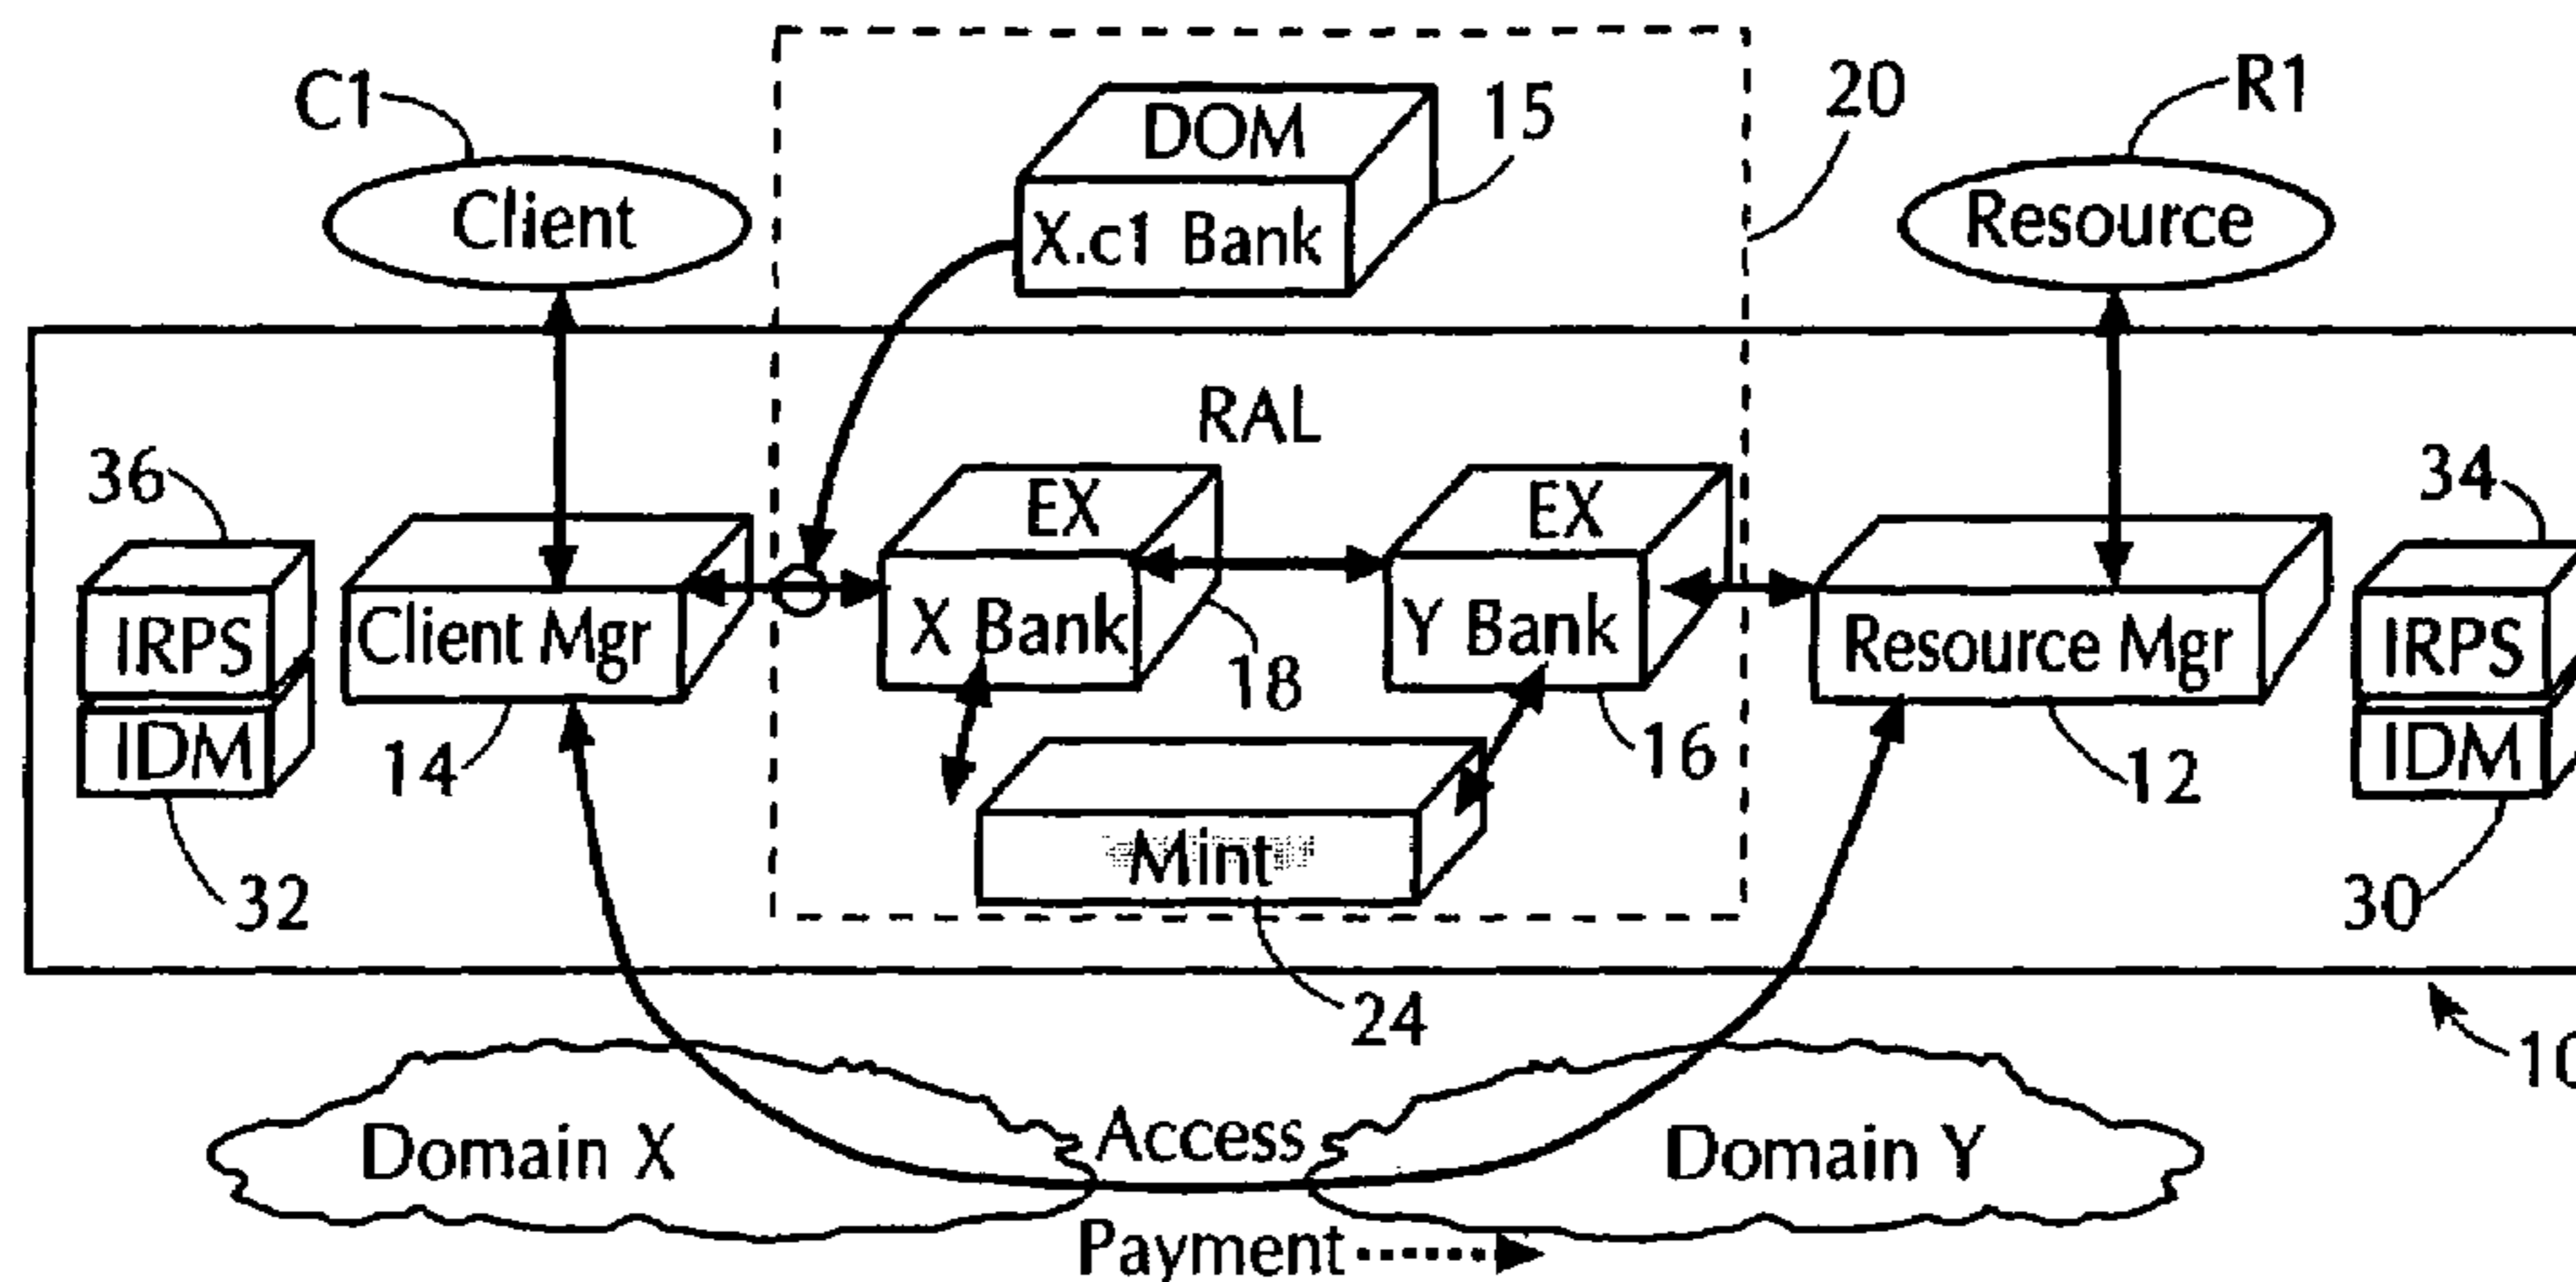 C1
R1
20
15
DOM
X.c1 Bank
Client
Resource
RAL
36
34
EX
EX
IRPS
Client Mgr
X Bank
Y Bank
Resource Mgr
IRPS
IDM
IDM
14
18
16
12
Mint
32
30
24
10
Domain X
Access
Domain Y
Payment